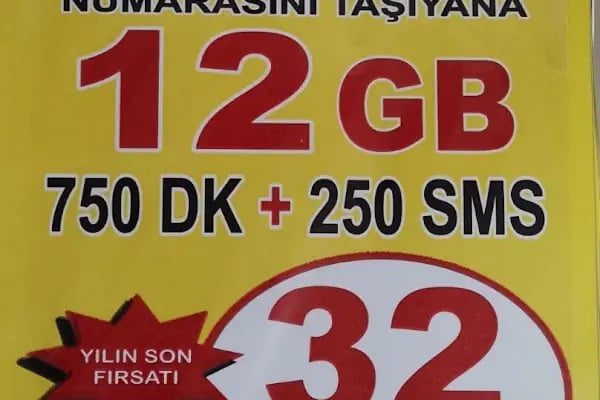 NUMARASINI TAŞIYANA
12 GB
750 DK + 250 SMS
YILIN SON
FIRSATI
32